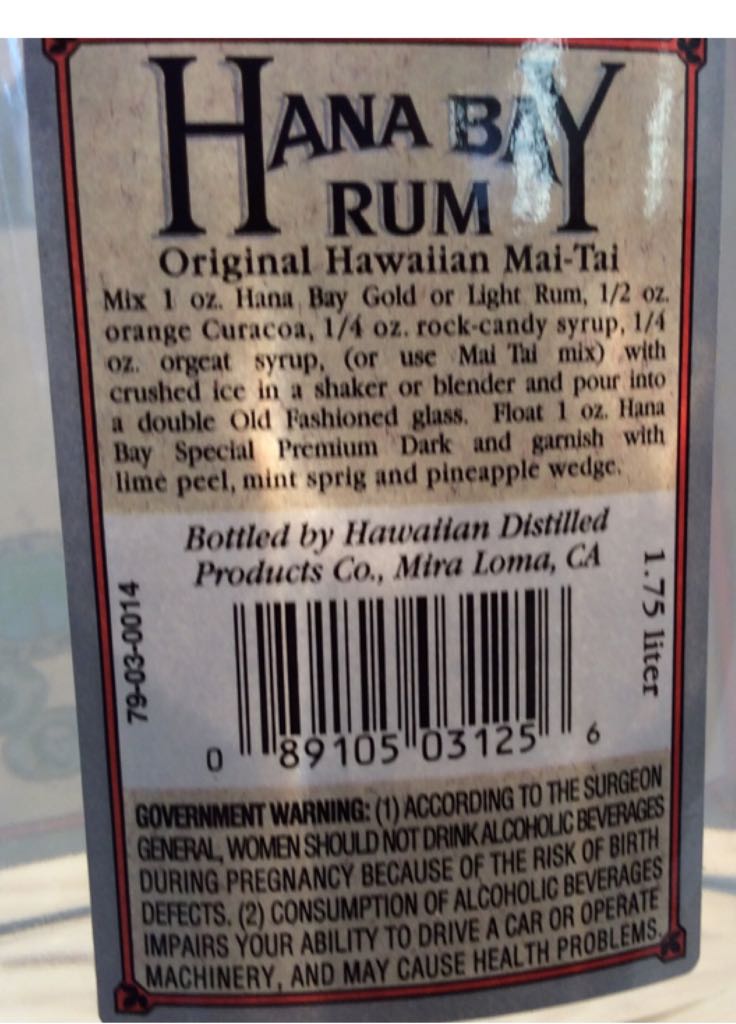 HANA BAY
RUM
Original Hawaiian Mai-Tai
Mix 1 oz. Hana Bay Gold or Light Rum, 1/2 oz.
orange Curacoa, 1/4 oz. rock-candy syrup, 1/4
oz. orgeat syrup, (or use Mai Tai mix) with
crushed ice in a shaker or blender and pour into
a double Old Fashioned glass. Float 1 oz. Hana
Bay Special Premium Dark and garnish with
lime peel, mint sprig and pineapple wedge.
Bottled by Hawaiian Distilled
Products Co., Mira Loma, CA
79-03-0014
1.75 liter
0 89105 03125 6
GOVERNMENT WARNING: (1) ACCORDING TO THE SURGEON
GENERAL, WOMEN SHOULD NOT DRINK ALCOHOLIC BEVERAGES
DURING PREGNANCY BECAUSE OF THE RISK OF BIRTH
DEFECTS. (2) CONSUMPTION OF ALCOHOLIC BEVERAGES
IMPAIRS YOUR ABILITY TO DRIVE A CAR OR OPERATE
MACHINERY, AND MAY CAUSE HEALTH PROBLEMS.